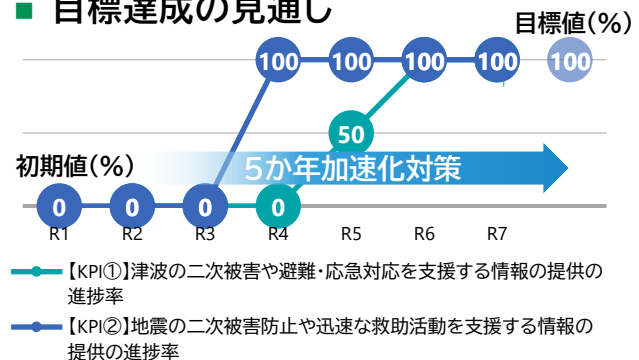 ■ 目標達成の見通し
目標値(%)
100 100 100 100 100
50
初期値(%)
5か年加速化対策
0 0 0 0
R1 R2 R3 R4 R5 R6 R7
【KPI①】津波の二次被害や避難・応急対応を支援する情報の提供の
進捗率
【KPI②】地震の二次被害防止や迅速な救助活動を支援する情報の
提供の進捗率